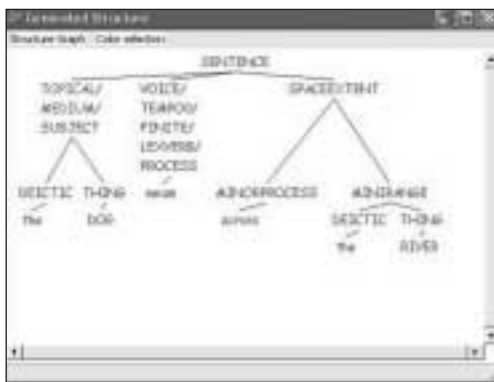 Generated Structure
Structure Graph Color selection
SENTENCE
TOPICAL/ VOICE/ SPACEEXTENT
MEDIUM/ TEMPO0/
SUBJECT FINITE/
LEXVERB/
PROCESS
DEICTIC THING swam MINORPROCESS MINIRANGE
the DOG across DEICTIC THING
the RIVER